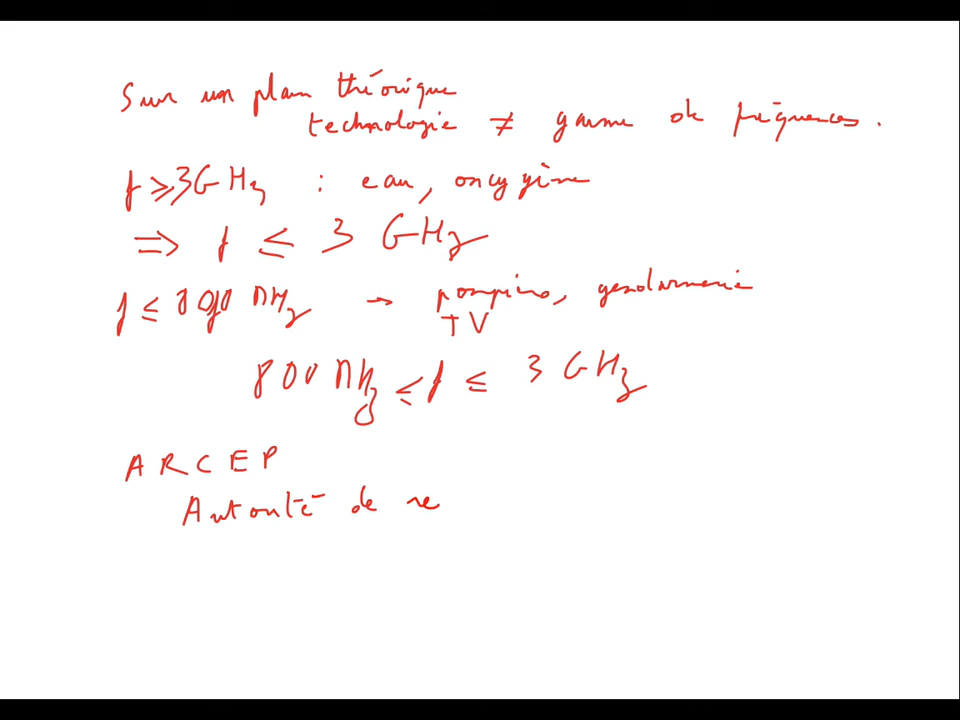 Sur un plan théorique
technologie ≠ gamme de fréquences.
f ⩾ 3 GHz : eau, oxygène
⇒ f ≤ 3 GHz
f ≤ 800 MHz → pompiers, gendarmerie
TV
800 MHz ≤ f ≤ 3 GHz
ARCEP
Autorité de re